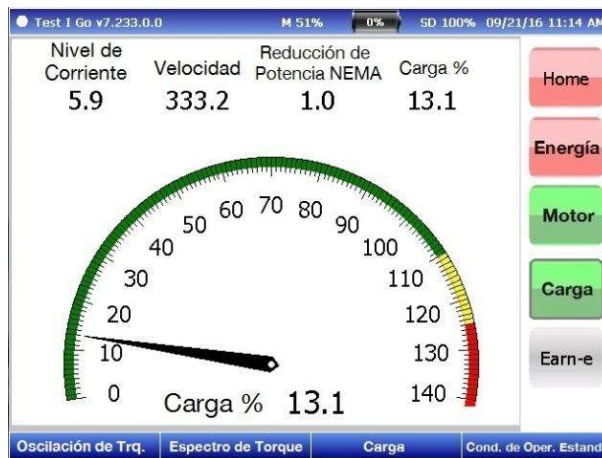 Test I Go v7.233.0.0 M 51% 0% SD 100% 09/21/16 11:14 AM
Nivel de Corriente Velocidad Reducción de Potencia NEMA Carga %
5.9 333.2 1.0 13.1
Home
Energía
Motor
Carga
Earn-e
0 10 20 30 40 50 60 70 80 90 100 110 120 130 140
Carga % 13.1
Oscilación de Trq. Espectro de Torque Carga Cond. de Oper. Estand